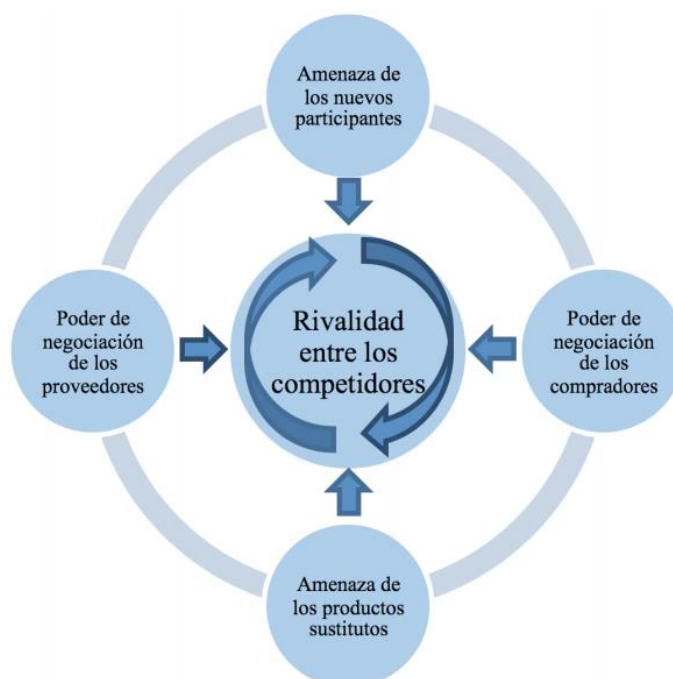 Amenaza de
los nuevos
participantes
Poder de
negociación
de los
proveedores
Rivalidad
entre los
competidores
Poder de
negociación
de los
compradores
Amenaza de
los productos
sustitutos